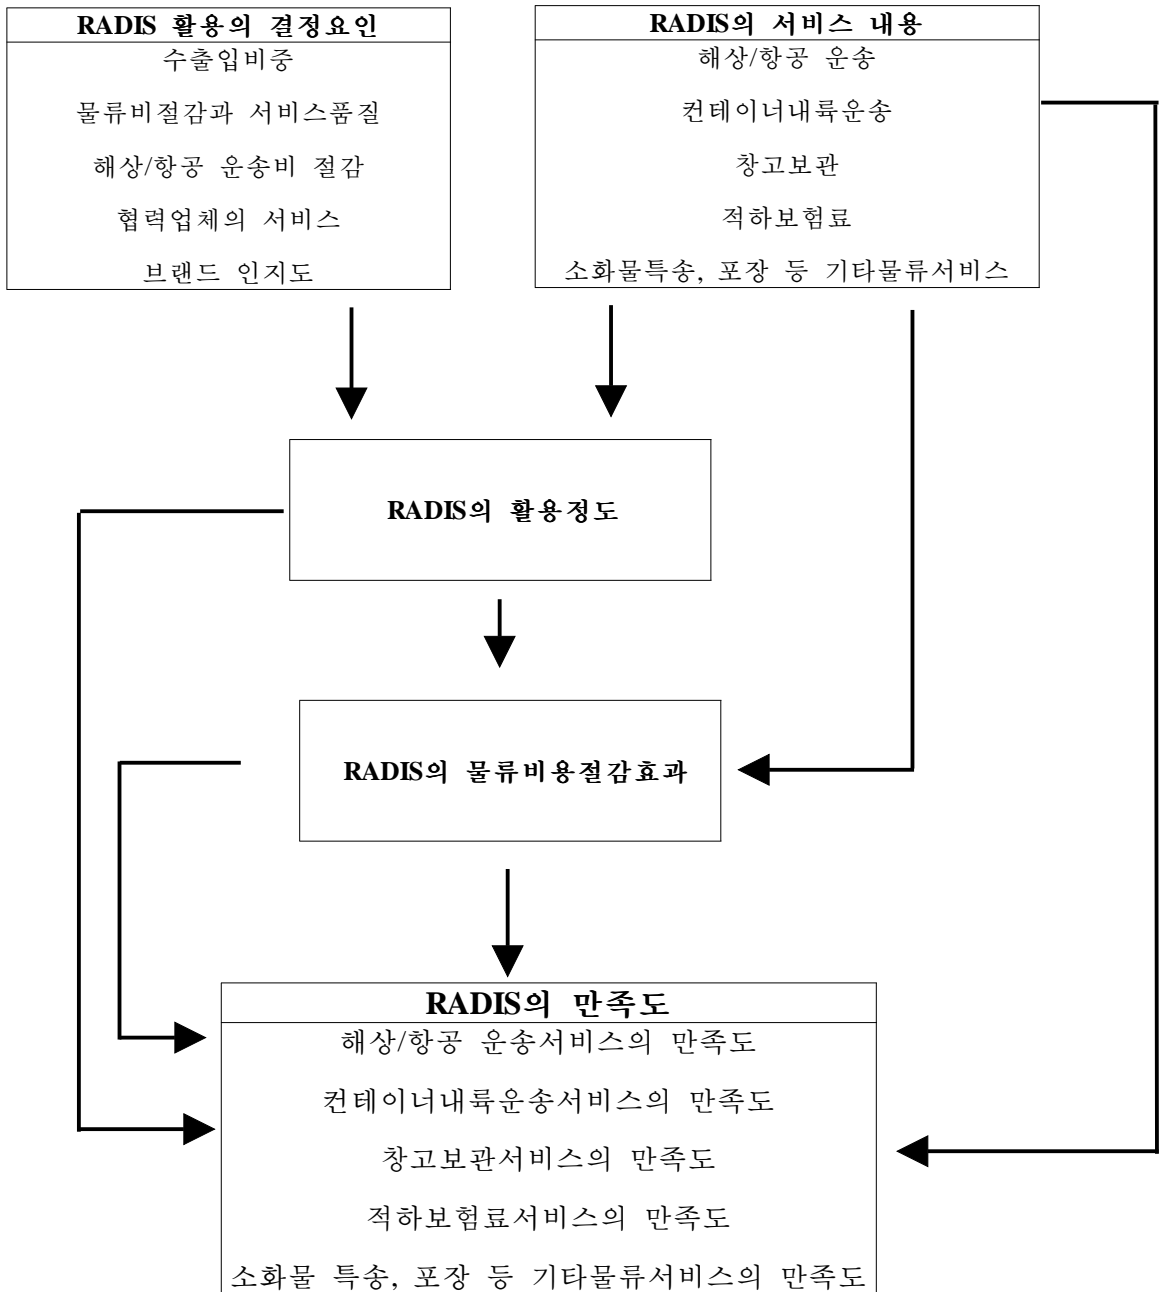 RADIS 활용의 결정요인
수출입비중
물류비절감과 서비스품질
해상/항공 운송비 절감
협력업체의 서비스
브랜드 인지도
RADIS의 서비스 내용
해상/항공 운송
컨테이너내륙운송
창고보관
적하보험료
소화물특송, 포장 등 기타물류서비스
RADIS의 활용정도
RADIS의 물류비용절감효과
RADIS의 만족도
해상/항공 운송서비스의 만족도
컨테이너내륙운송서비스의 만족도
창고보관서비스의 만족도
적하보험료서비스의 만족도
소화물 특송, 포장 등 기타물류서비스의 만족도